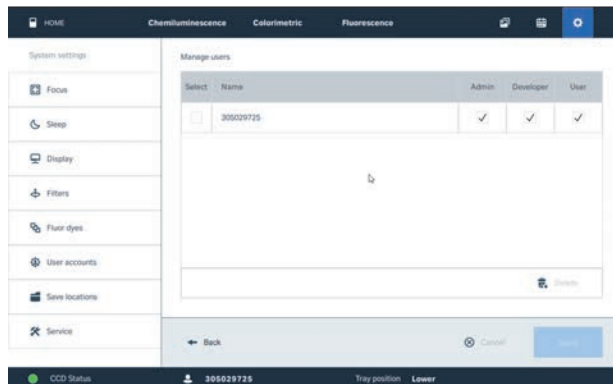 HOME Chemiluminescence Colorimetric Fluorescence
System settings
Focus
Sleep
Display
Filters
Fluor dyes
User accounts
Save locations
Service
Manage users
Select Name Admin Developer User
305029725
Delete
Back Cancel
CCD Status 305029725 Tray position Lower